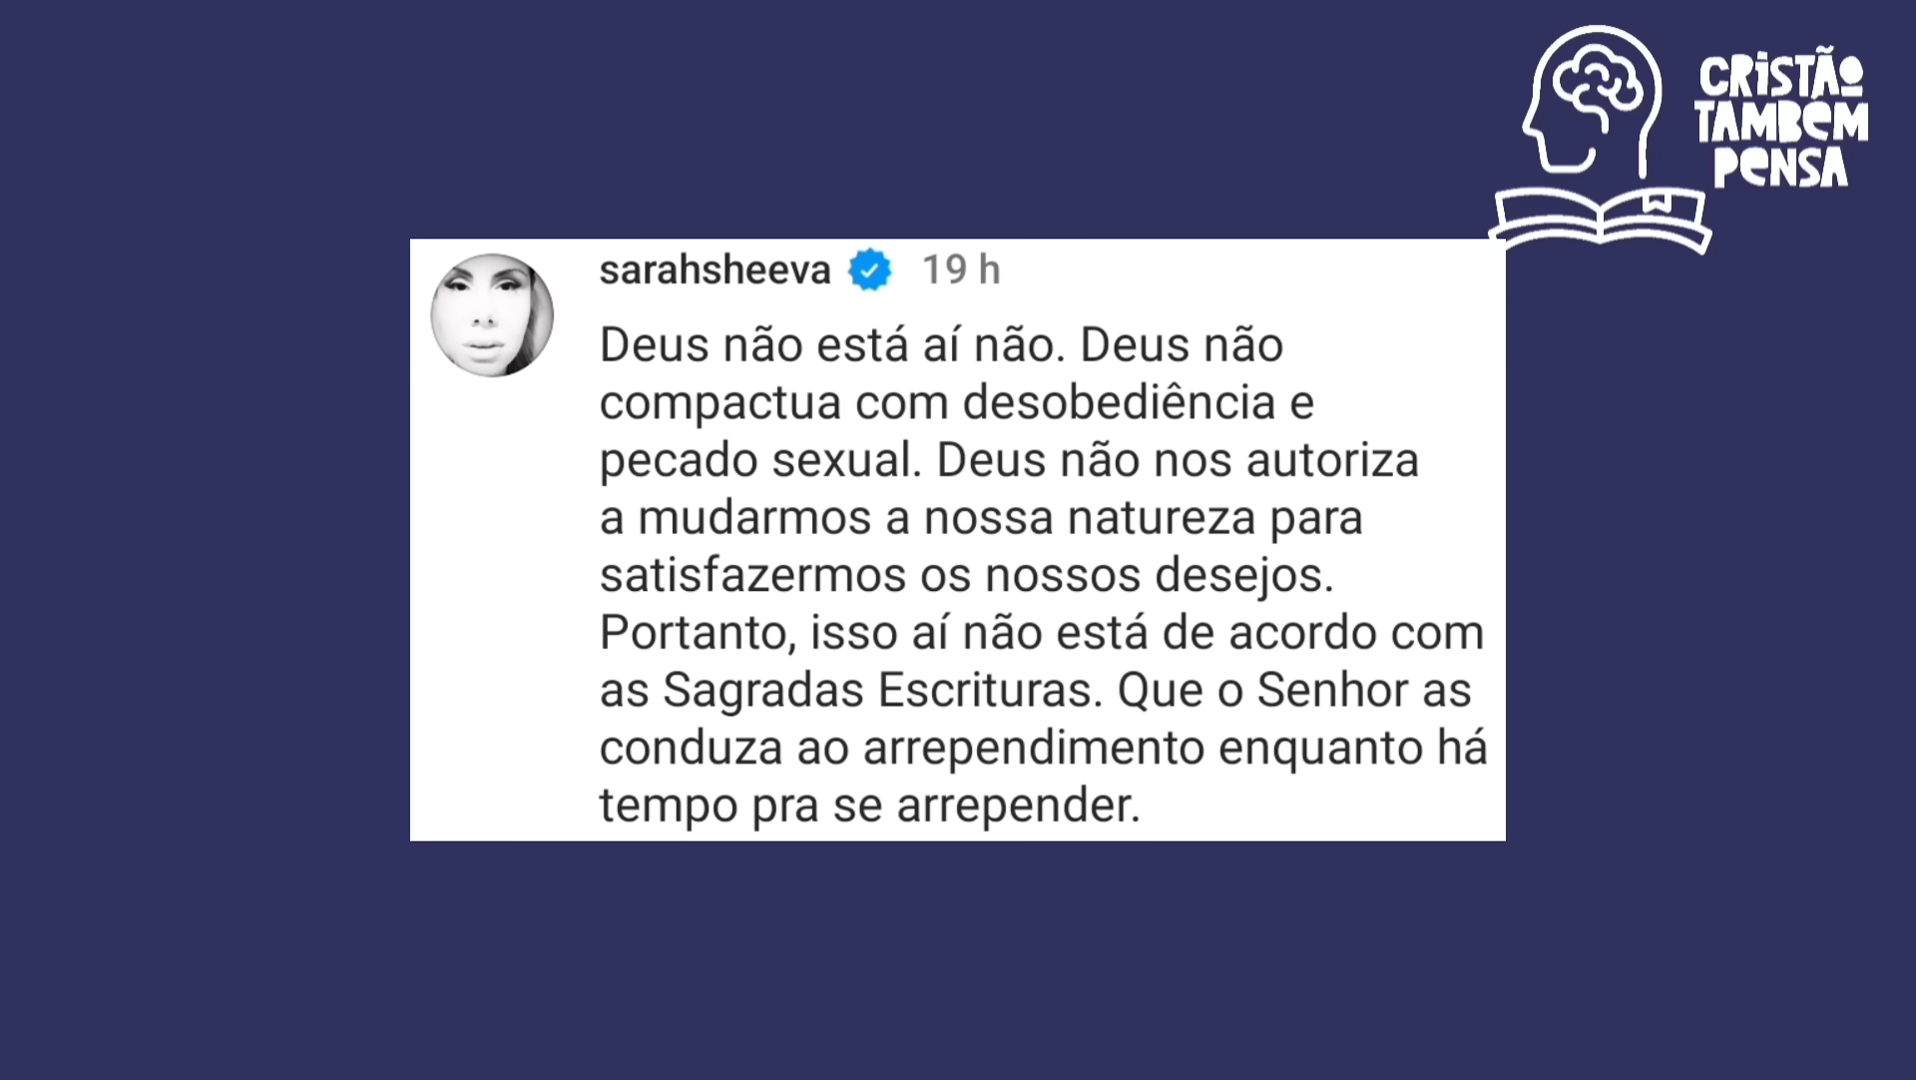 CRISTÃO
TAMBÉM
PENSA
sarahsheeva 19 h
Deus não está aí não. Deus não
compactua com desobediência e
pecado sexual. Deus não nos autoriza
a mudarmos a nossa natureza para
satisfazermos os nossos desejos.
Portanto, isso aí não está de acordo com
as Sagradas Escrituras. Que o Senhor as
conduza ao arrependimento enquanto há
tempo pra se arrepender.